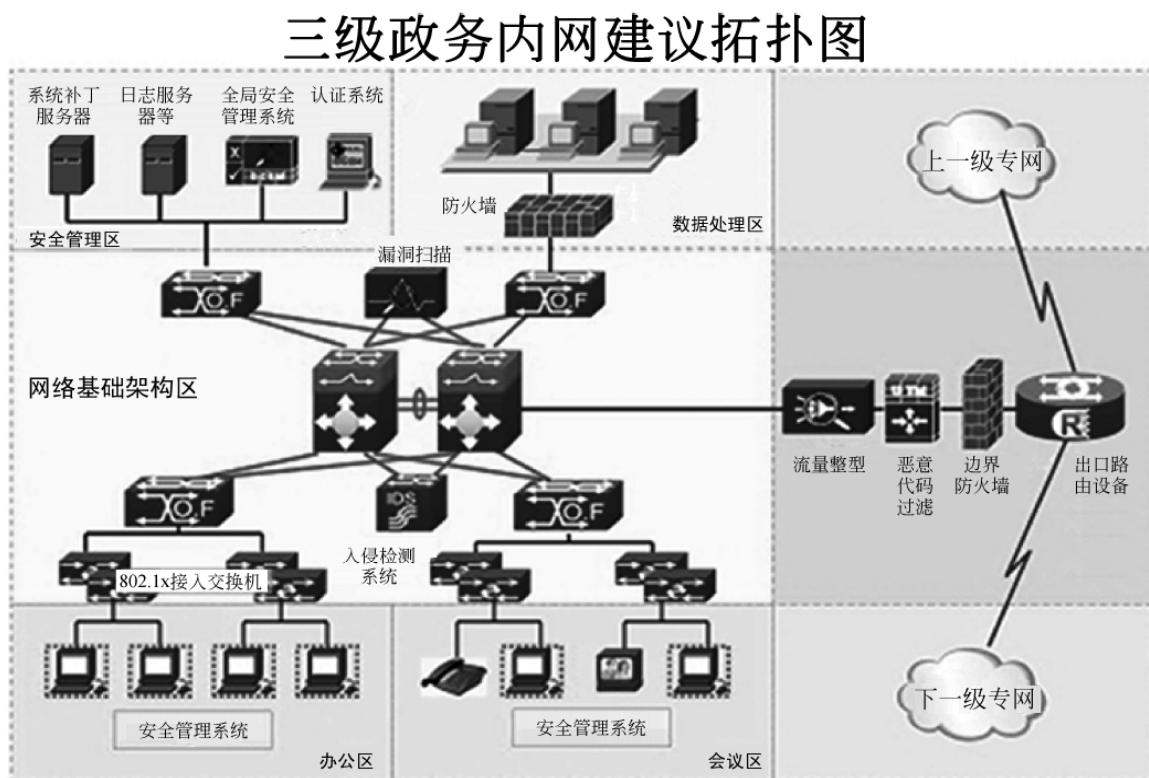 三级政务内网建议拓扑图
系统补丁
服务器
日志服务
器等
全局安全
管理系统
认证系统
安全管理区
防火墙
数据处理区
上一级专网
漏洞扫描
O.F
O.F
网络基础架构区
UTM
R
流量整型
恶意
代码
过滤
边界
防火墙
出口路
由设备
O.F
IDS
O.F
入侵检测
系统
802.1x接入交换机
安全管理系统
办公区
安全管理系统
会议区
下一级专网